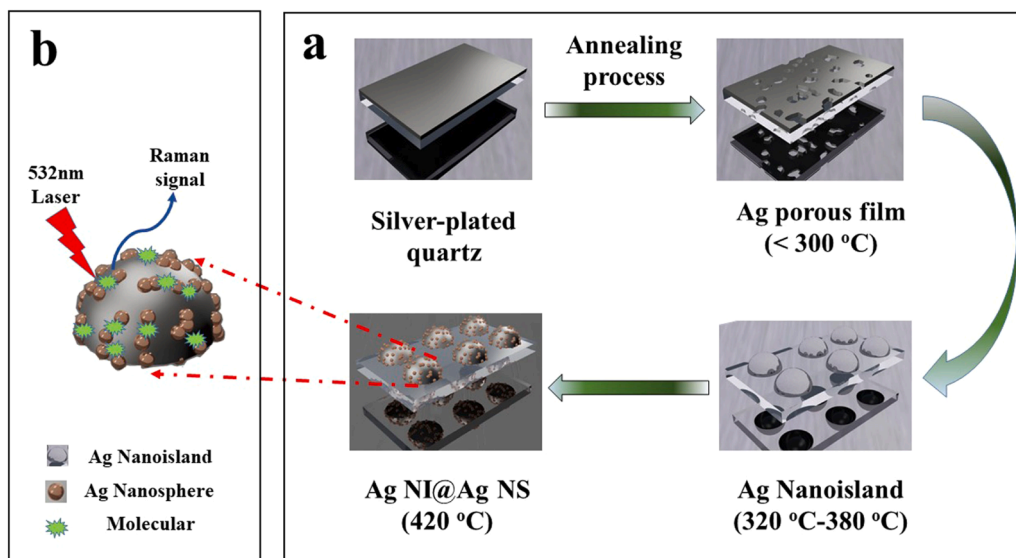 b
532nm
Laser
Raman
signal
Ag Nanoisland
Ag Nanosphere
Molecular
a
Silver-plated
quartz
Annealing
process
Ag porous film
(< 300 °C)
Ag Nanoisland
(320 °C-380 °C)
Ag NI@Ag NS
(420 °C)